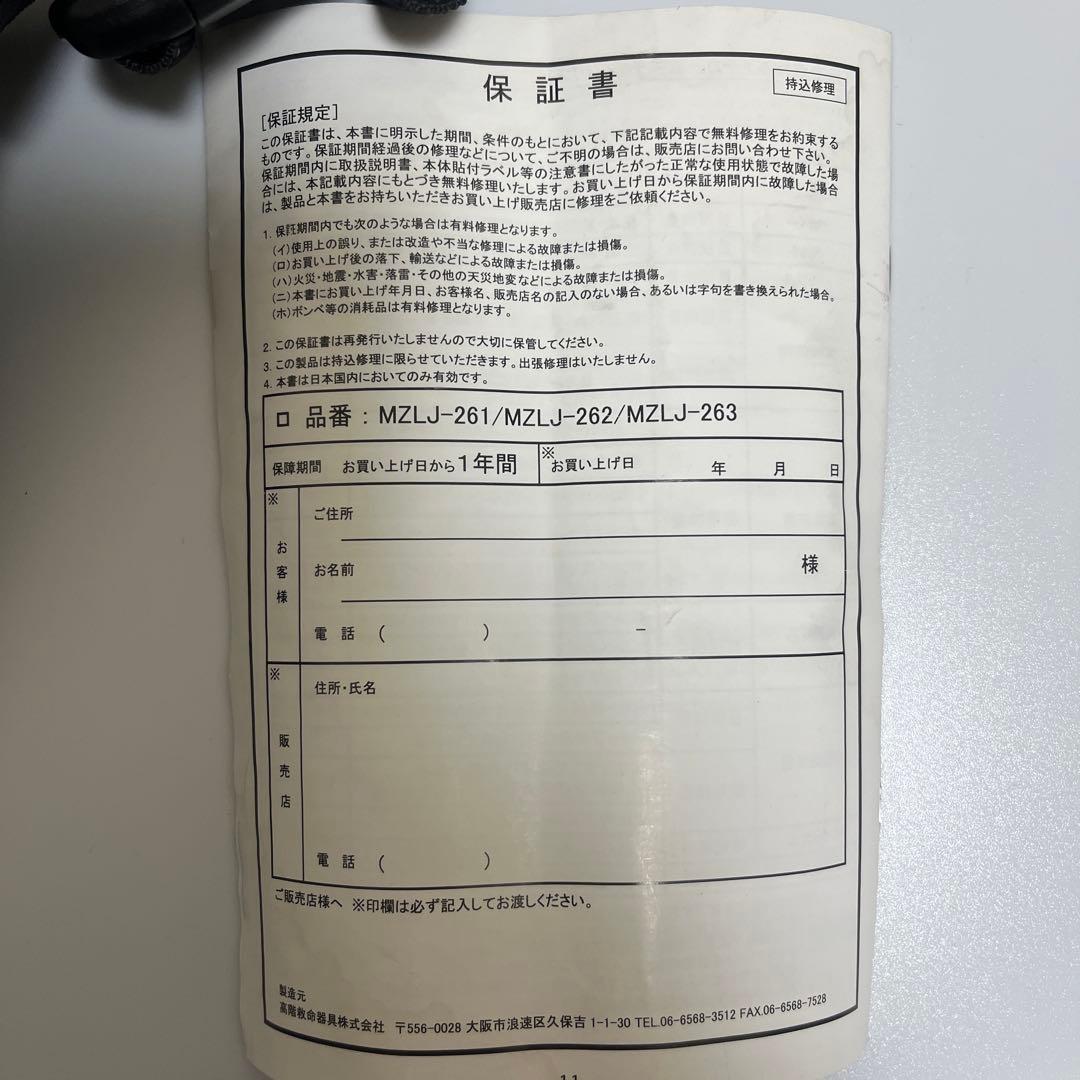 保証書
持込修理
[保証規定]
この保証書は、本書に明示した期間、条件のもとにおいて、下記記載内容で無料修理をお約束する
ものです。保証期間経過後の修理などについて、ご不明の場合は、販売店にお問い合わせ下さい。
保証期間内に取扱説明書、本体貼付ラベル等の注意書にしたがった正常な使用状態で故障した場
合には、本記載内容にもとづき無料修理いたします。お買い上げ日から保証期間内に故障した場合
は、製品と本書をお持ちいただきお買い上げ販売店に修理をご依頼ください。
1. 保証期間内でも次のような場合は有料修理となります。
(イ)使用上の誤り、または改造や不当な修理による故障または損傷。
(ロ)お買い上げ後の落下、輸送などによる故障または損傷。
(ハ)火災・地震・水害・落雷・その他の天災地変などによる故障または損傷。
(ニ)本書にお買い上げ年月日、お客様名、販売店名の記入のない場合、あるいは字句を書き換えられた場合。
(ホ)ボンベ等の消耗品は有料修理となります。
2. この保証書は再発行いたしませんので大切に保管してください。
3. この製品は持込修理に限らせていただきます。出張修理はいたしません。
4. 本書は日本国内においてのみ有効です。
ロ 品番 : MZLJ-261/MZLJ-262/MZLJ-263
保障期間 お買い上げ日から1年間 ※お買い上げ日 年 月 日
※お客様
ご住所
お名前 様
電話 ( ) －
※販売店
住所・氏名
電話 ( )
ご販売店様へ ※印欄は必ず記入してお渡しください。
製造元
高階救命器具株式会社 〒556-0028 大阪市浪速区久保吉 1-1-30 TEL.06-6568-3512 FAX.06-6568-7528
11